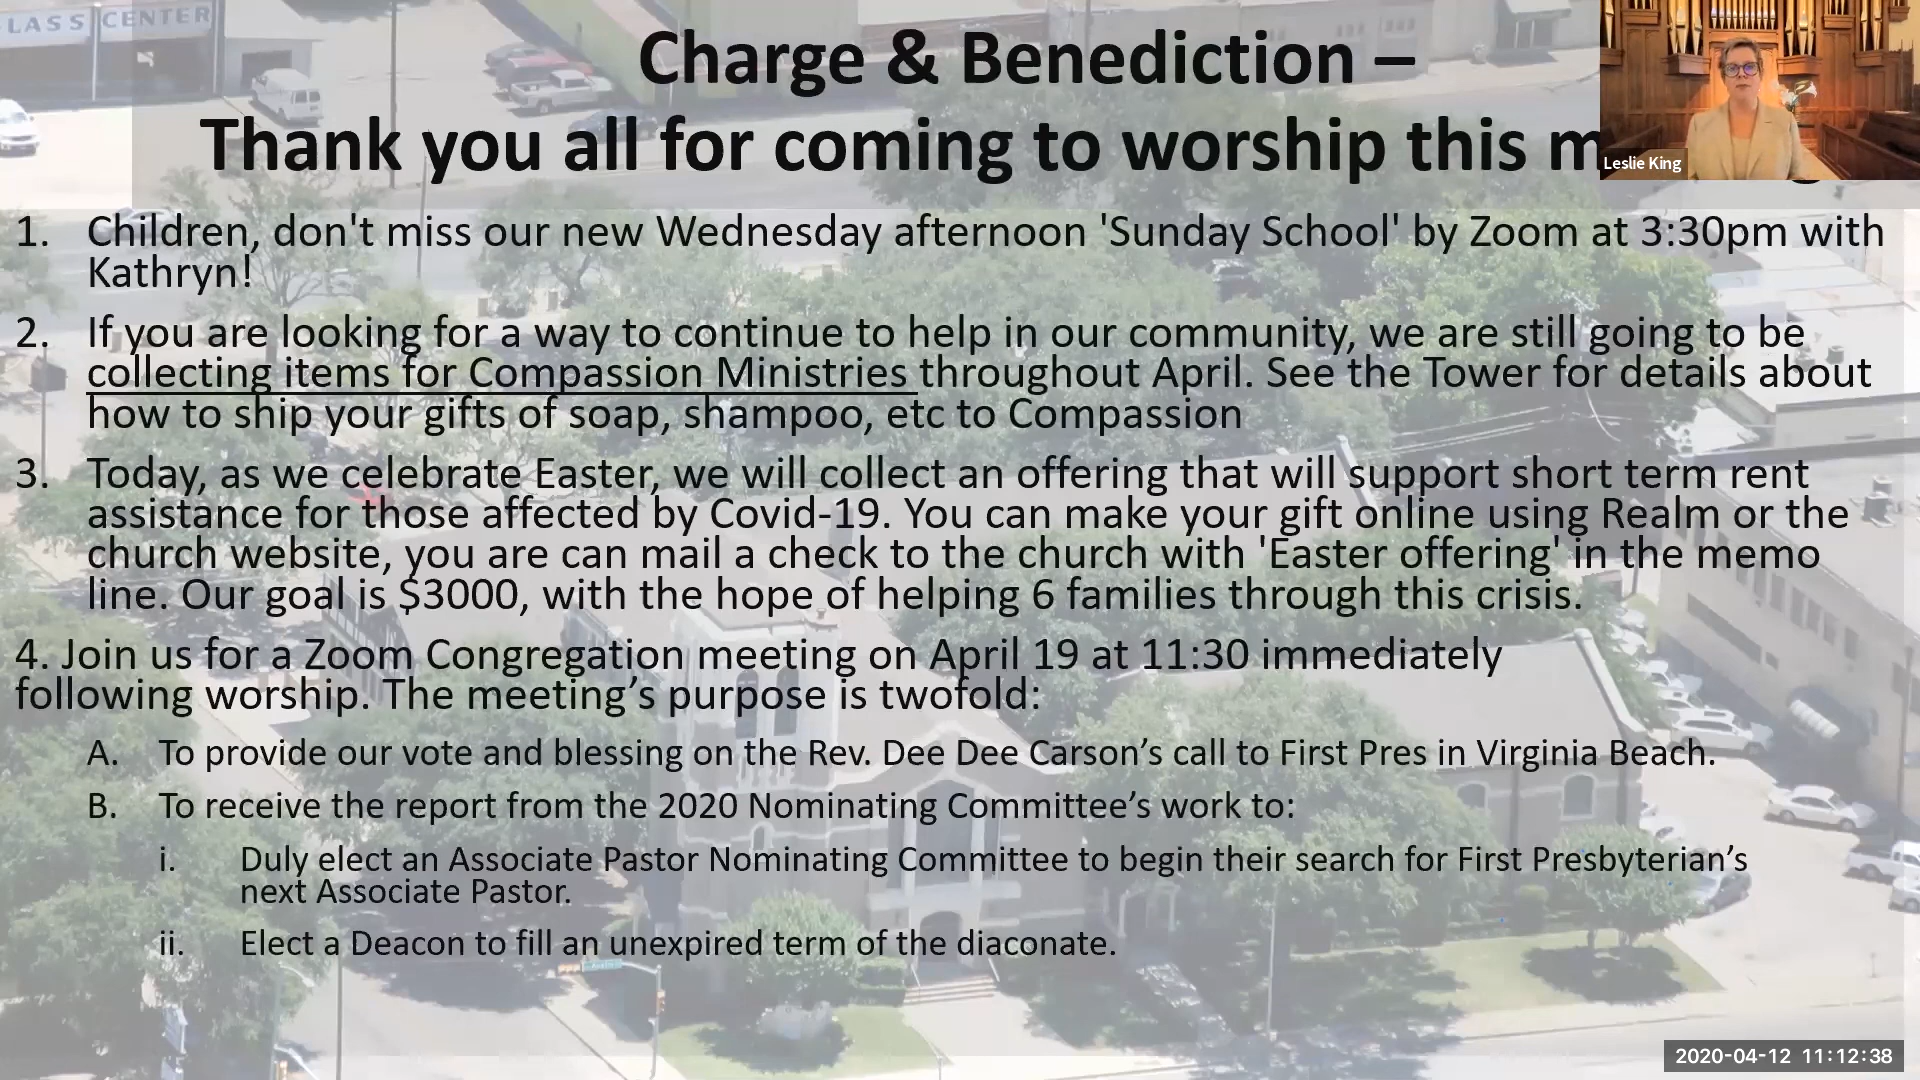 LASS CENTER
Charge & Benediction –
Thank you all for coming to worship this m
Leslie King
1. Children, don't miss our new Wednesday afternoon 'Sunday School' by Zoom at 3:30pm with
Kathryn!
2. If you are looking for a way to continue to help in our community, we are still going to be
collecting items for Compassion Ministries throughout April. See the Tower for details about
how to ship your gifts of soap, shampoo, etc to Compassion
3. Today, as we celebrate Easter, we will collect an offering that will support short term rent
assistance for those affected by Covid-19. You can make your gift online using Realm or the
church website, you are can mail a check to the church with 'Easter offering' in the memo
line. Our goal is $3000, with the hope of helping 6 families through this crisis.
4. Join us for a Zoom Congregation meeting on April 19 at 11:30 immediately
following worship. The meeting’s purpose is twofold:
A. To provide our vote and blessing on the Rev. Dee Dee Carson’s call to First Pres in Virginia Beach.
B. To receive the report from the 2020 Nominating Committee’s work to:
i. Duly elect an Associate Pastor Nominating Committee to begin their search for First Presbyterian’s
next Associate Pastor.
ii. Elect a Deacon to fill an unexpired term of the diaconate.
2020-04-12 11:12:38